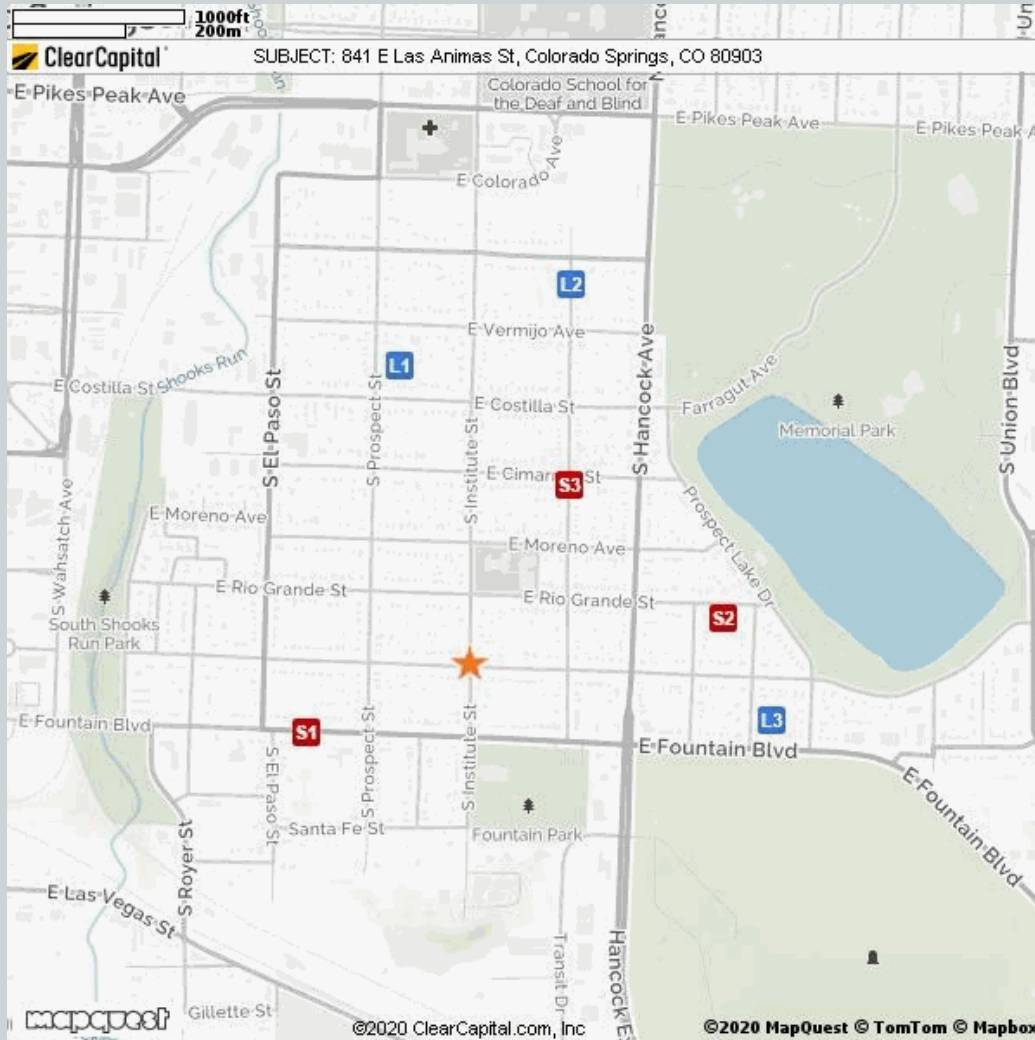 1000ft
200m
ClearCapital
SUBJECT: 841 E Las Animas St, Colorado Springs, CO 80903
E Pikes Peak Ave
Colorado School for
the Deaf and Blind
E Pikes Peak Ave
E Pikes Peak A
E Colorado Ave
L2
E Vermijo Ave
Shooks Run
L1
E Costilla St
E Costilla St
Farragut Ave
Memorial Park
S El Paso St
S Prospect St
S Institute St
S Hancock Ave
S Union Blvd
E Cimarron St
S3
S Wahsatch Ave
E Moreno Ave
E Moreno Ave
Prospect Lake Dr
E Rio Grande St
E Rio Grande St
South Shooks
Run Park
S2
E Fountain Blvd
S1
L3
E Fountain Blvd
E Fountain Blvd
S El Paso St
S Prospect St
S Institute St
Santa Fe St
Fountain Park
S Royer St
E Las Vegas St
Transit Dr
Hancock E
Gillette St
mapquest
©2020 ClearCapital.com, Inc
©2020 MapQuest © TomTom © Mapbox